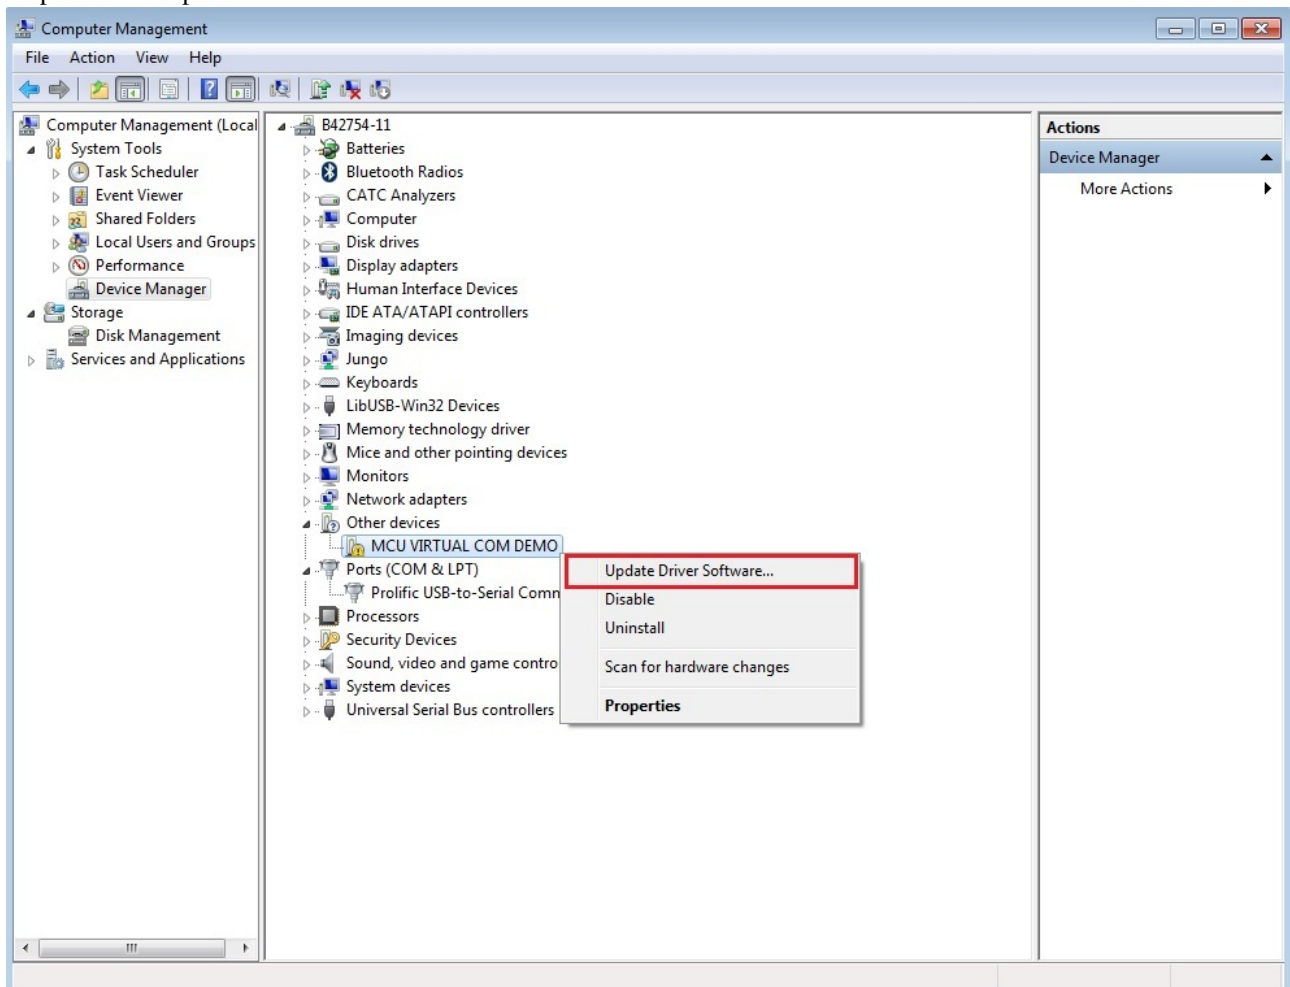 Computer Management
File Action View Help
Computer Management (Local
System Tools
Task Scheduler
Event Viewer
Shared Folders
Local Users and Groups
Performance
Device Manager
Storage
Disk Management
Services and Applications
B42754-11
Batteries
Bluetooth Radios
CATC Analyzers
Computer
Disk drives
Display adapters
Human Interface Devices
IDE ATA/ATAPI controllers
Imaging devices
Jungo
Keyboards
LibUSB-Win32 Devices
Memory technology driver
Mice and other pointing devices
Monitors
Network adapters
Other devices
MCU VIRTUAL COM DEMO
Ports (COM & LPT)
Prolific USB-to-Serial Comn
Processors
Security Devices
Sound, video and game contro
System devices
Universal Serial Bus controllers
Update Driver Software...
Disable
Uninstall
Scan for hardware changes
Properties
Actions
Device Manager
More Actions